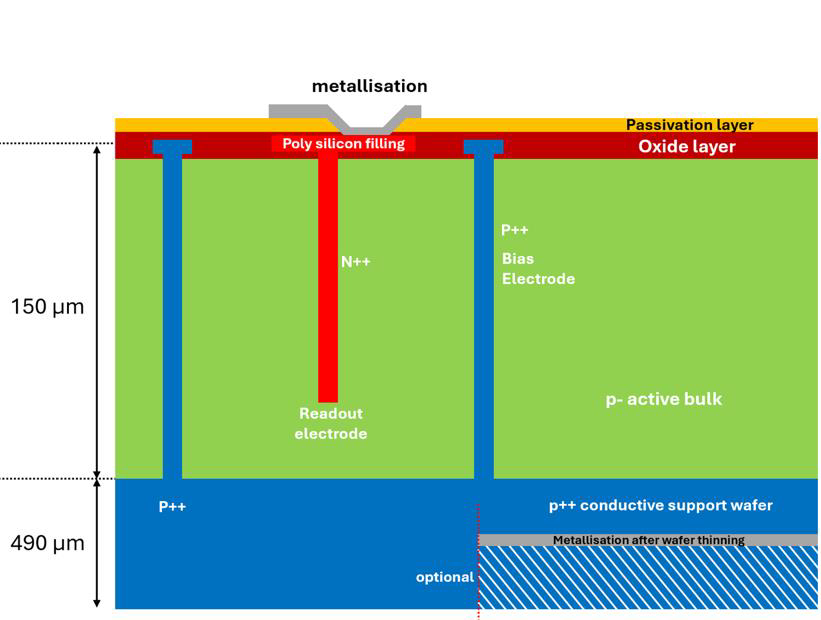 metallisation
Passivation layer
Poly silicon filling
Oxide layer
P++
N++
Bias
Electrode
150 μm
p- active bulk
Readout
electrode
P++
p++ conductive support wafer
490 μm
Metallisation after wafer thinning
optional